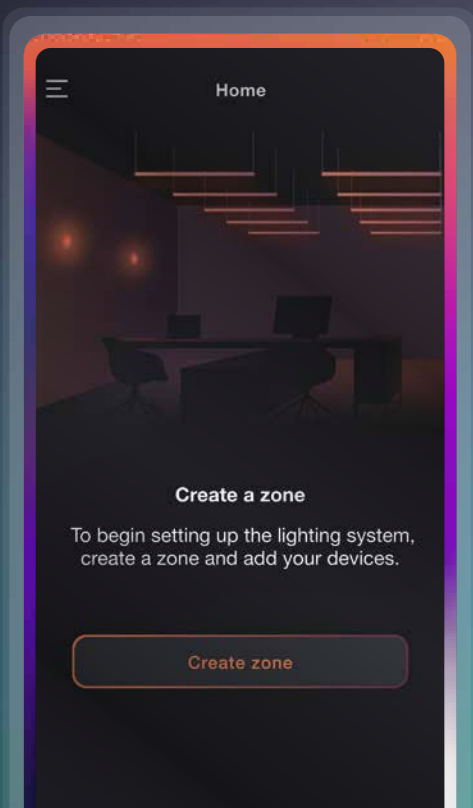 Home
Create a zone
To begin setting up the lighting system,
create a zone and add your devices.
Create zone